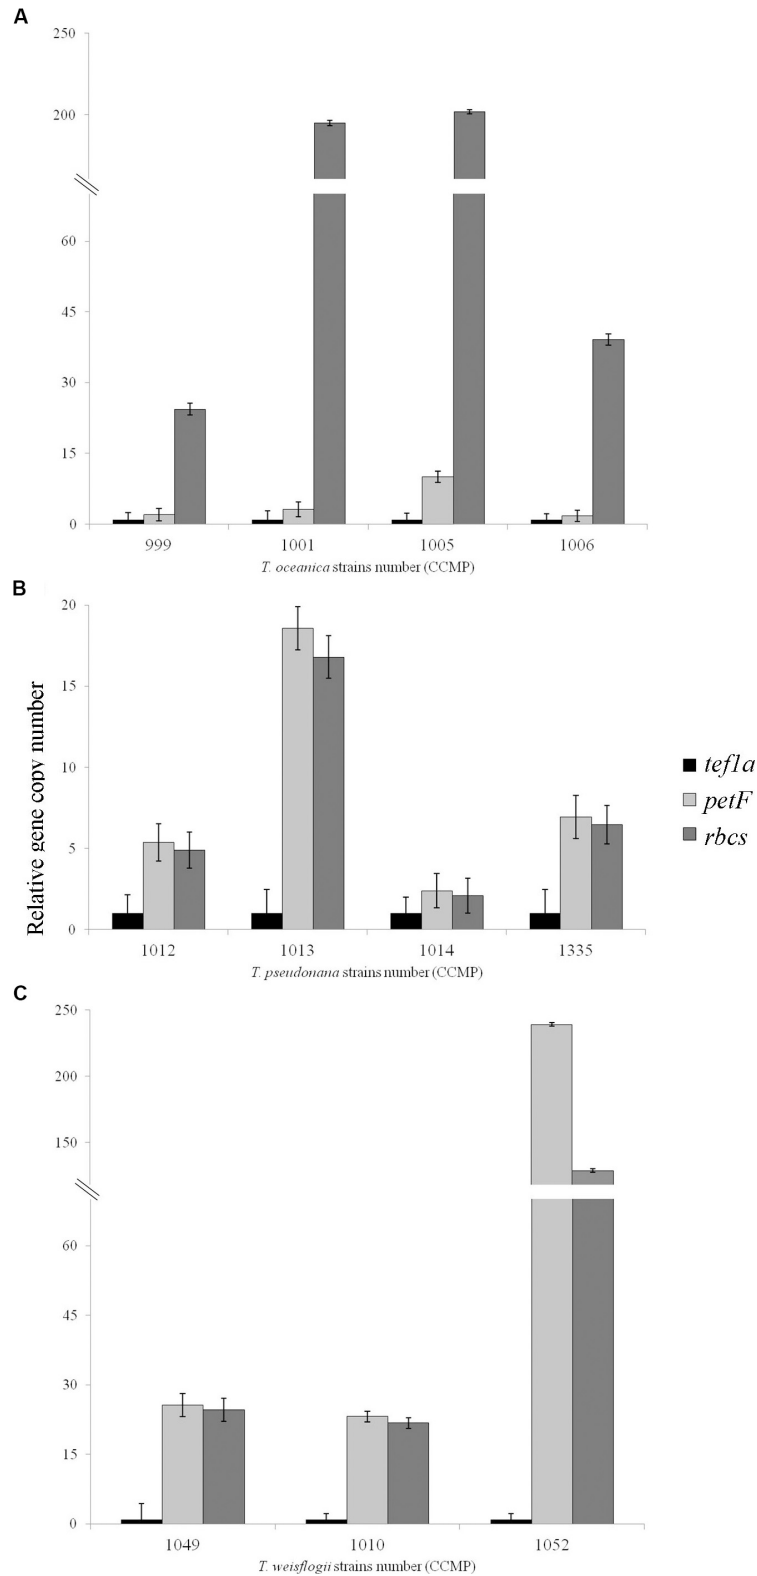 A
250
200
60
45
30
15
0
999 1001 1005 1006
T. oceanica strains number (CCMP)
B
Relative gene copy number
20
15
10
5
0
1012 1013 1014 1335
T. pseudonana strains number (CCMP)
tef1a
petF
rbcs
C
250
200
150
60
45
30
15
0
1049 1010 1052
T. weisflogii strains number (CCMP)